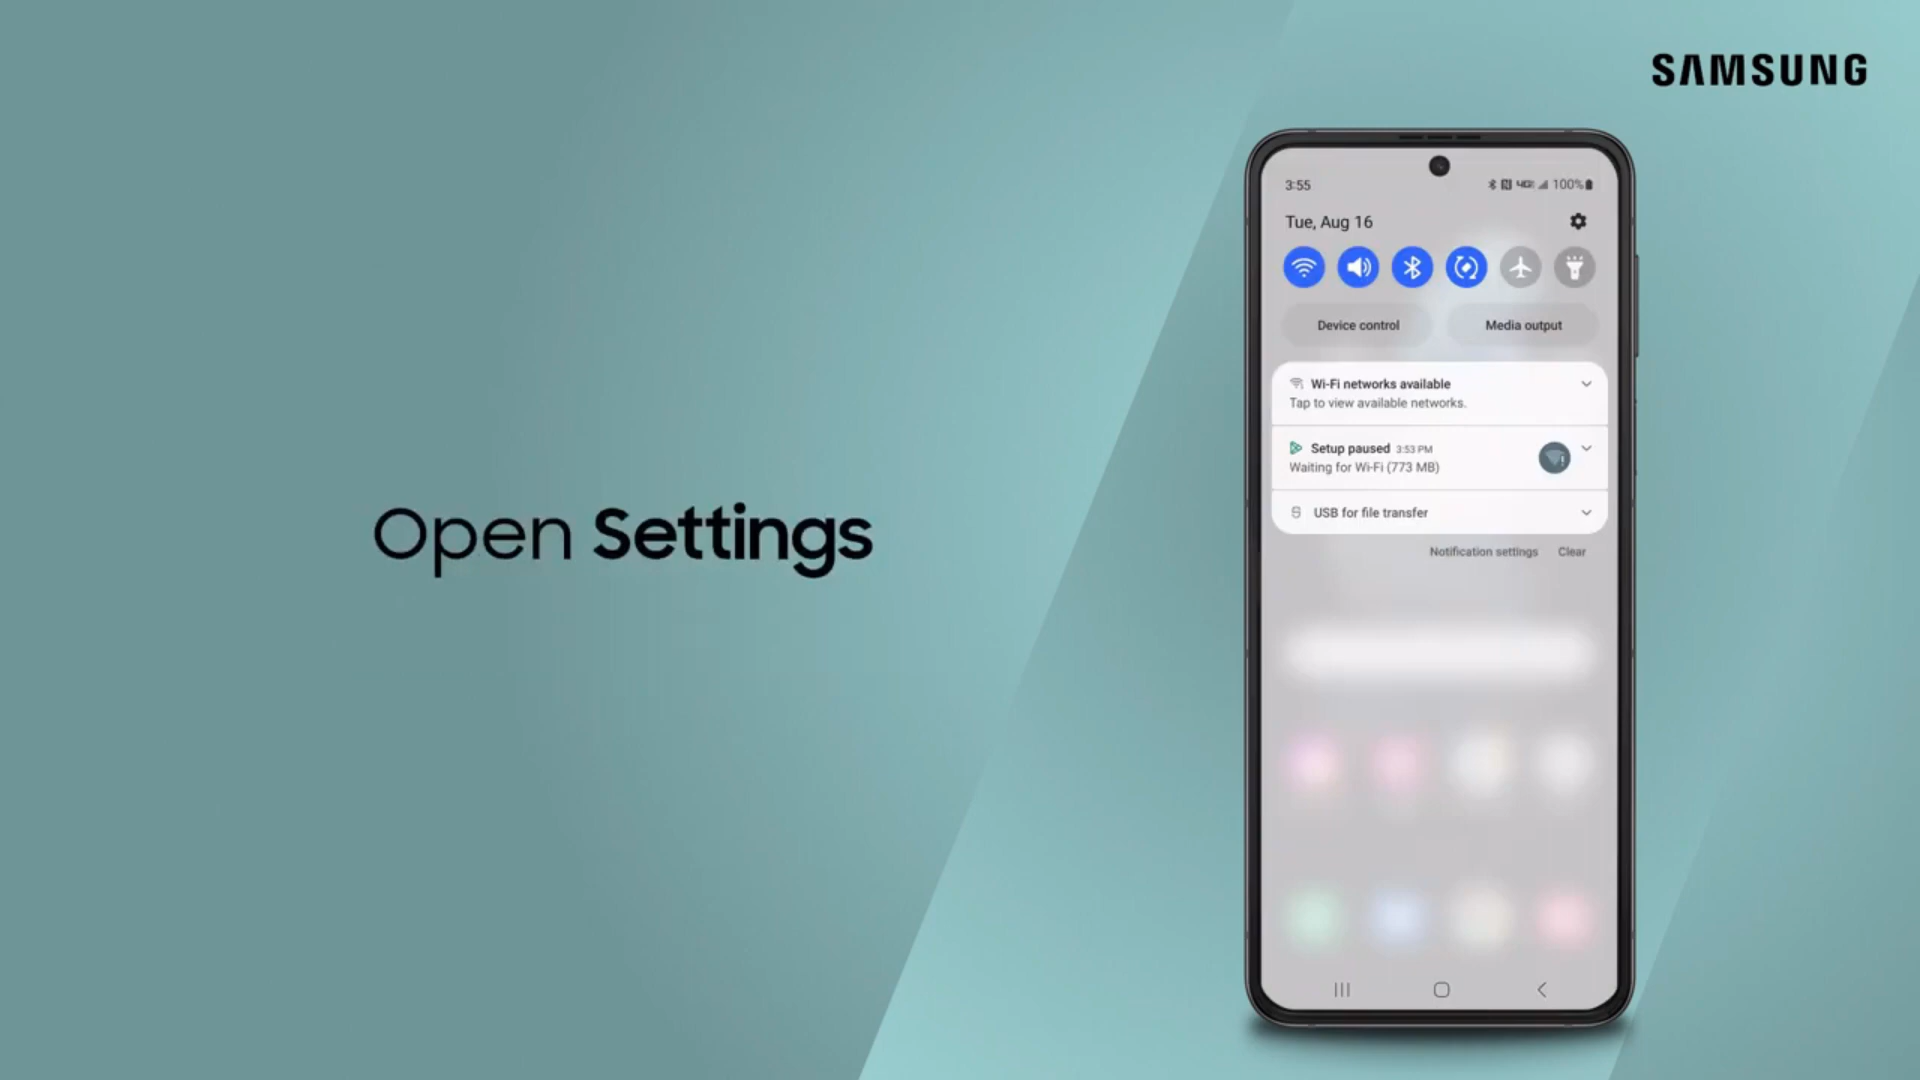 SAMSUNG
Open Settings
3:55
100%
Tue, Aug 16
Device control
Media output
Wi-Fi networks available
Tap to view available networks.
Setup paused 3:53 PM
Waiting for Wi-Fi (773 MB)
USB for file transfer
Notification settings Clear